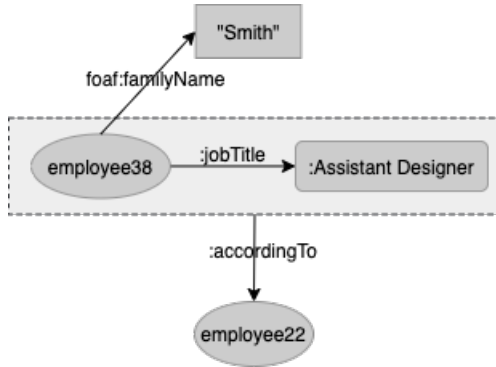 "Smith"
foaf:familyName
:jobTitle
employee38
:Assistant Designer
:accordingTo
employee22